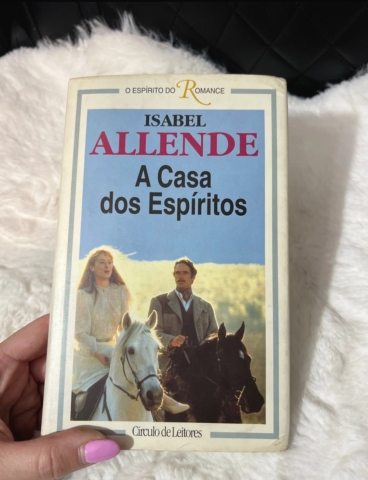 O ESPÍRITO DO ROMANCE
ISABEL
ALLENDE
A Casa
dos Espíritos
Círculo de Leitores